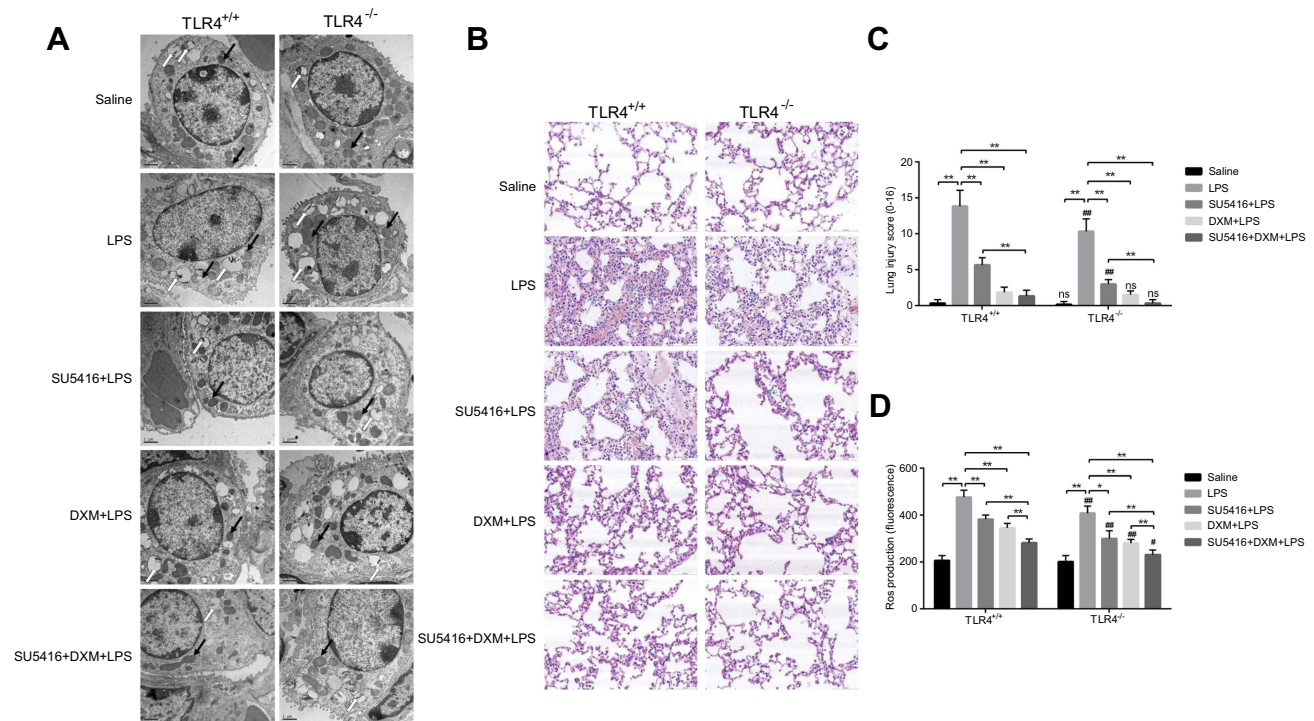 A
TLR4+/+
TLR4-/-
Saline
LPS
SU5416+LPS
DXM+LPS
SU5416+DXM+LPS
B
TLR4+/+
TLR4-/-
Saline
LPS
SU5416+LPS
DXM+LPS
SU5416+DXM+LPS
C
Lung injury score (0-16)
20
15
10
5
0
** ** ** ** **
** ** ** ** **
ns ## ## ns ns
TLR4+/+
TLR4-/-
Saline
LPS
SU5416+LPS
DXM+LPS
SU5416+DXM+LPS
D
Ros production (fluorescence)
600
400
200
0
** ** ** ** ** **
** * ** ** ** **
## ## ## #
TLR4+/+
TLR4-/-
Saline
LPS
SU5416+LPS
DXM+LPS
SU5416+DXM+LPS